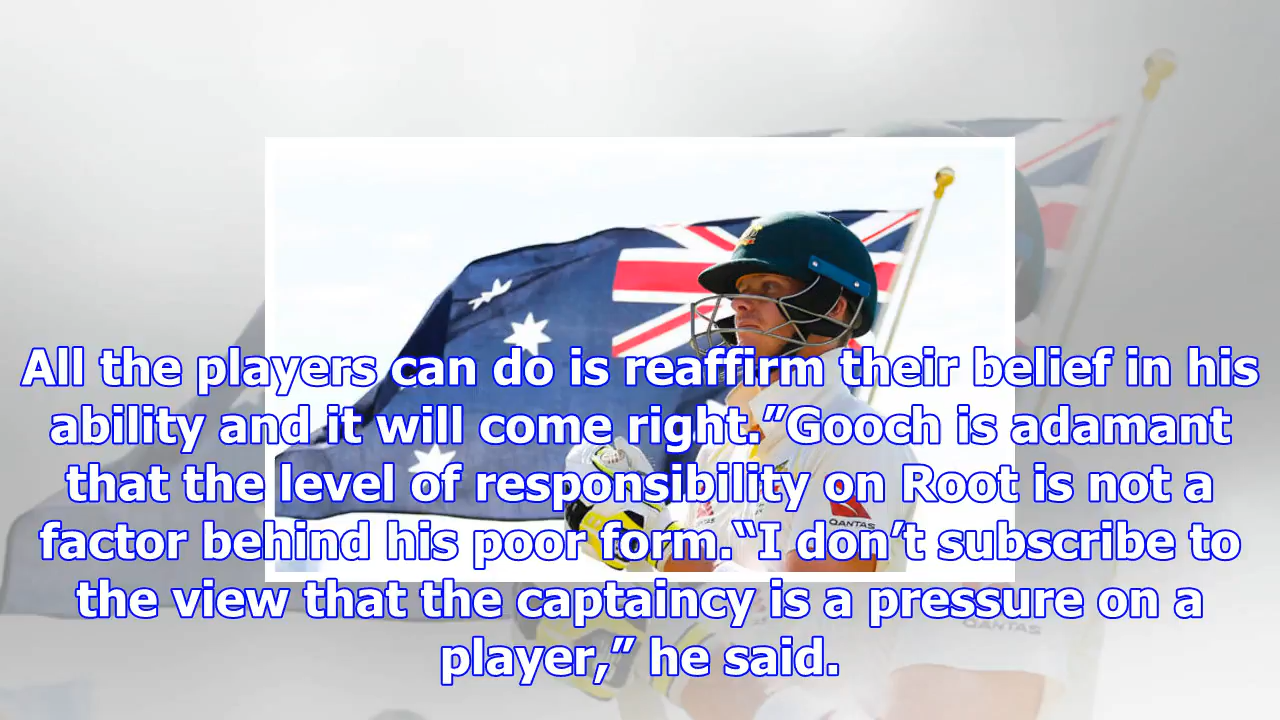 All the players can do is reaffirm their belief in his
ability and it will come right.”Gooch is adamant
that the level of responsibility on Root is not a
factor behind his poor form.“I don’t subscribe to
the view that the captaincy is a pressure on a
player,” he said.
QANTAS
QANTAS